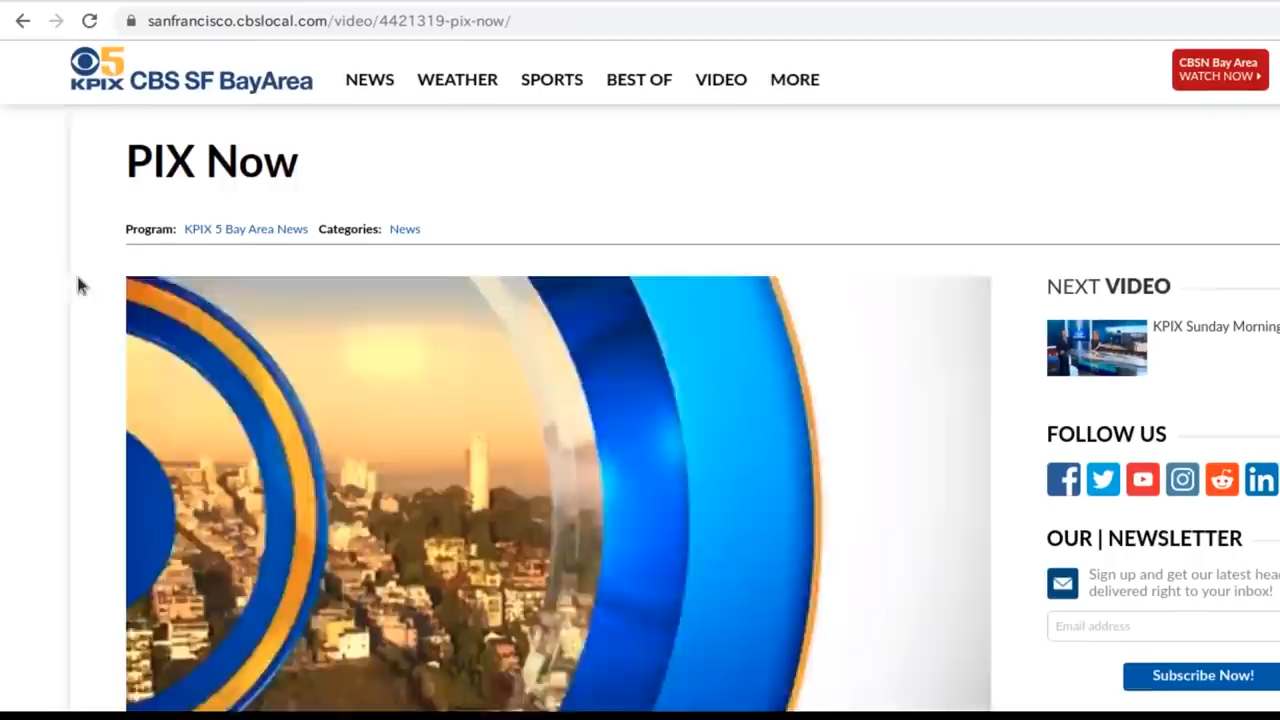 sanfrancisco.cbslocal.com/video/4421319-pix-now/
5
KPIX CBS SF BayArea
NEWS WEATHER SPORTS BEST OF VIDEO MORE
CBSN Bay Area
WATCH NOW
PIX Now
Program: KPIX 5 Bay Area News Categories: News
NEXT VIDEO
KPIX Sunday Morning
FOLLOW US
OUR | NEWSLETTER
Sign up and get our latest hea
delivered right to your inbox!
Email address
Subscribe Now!